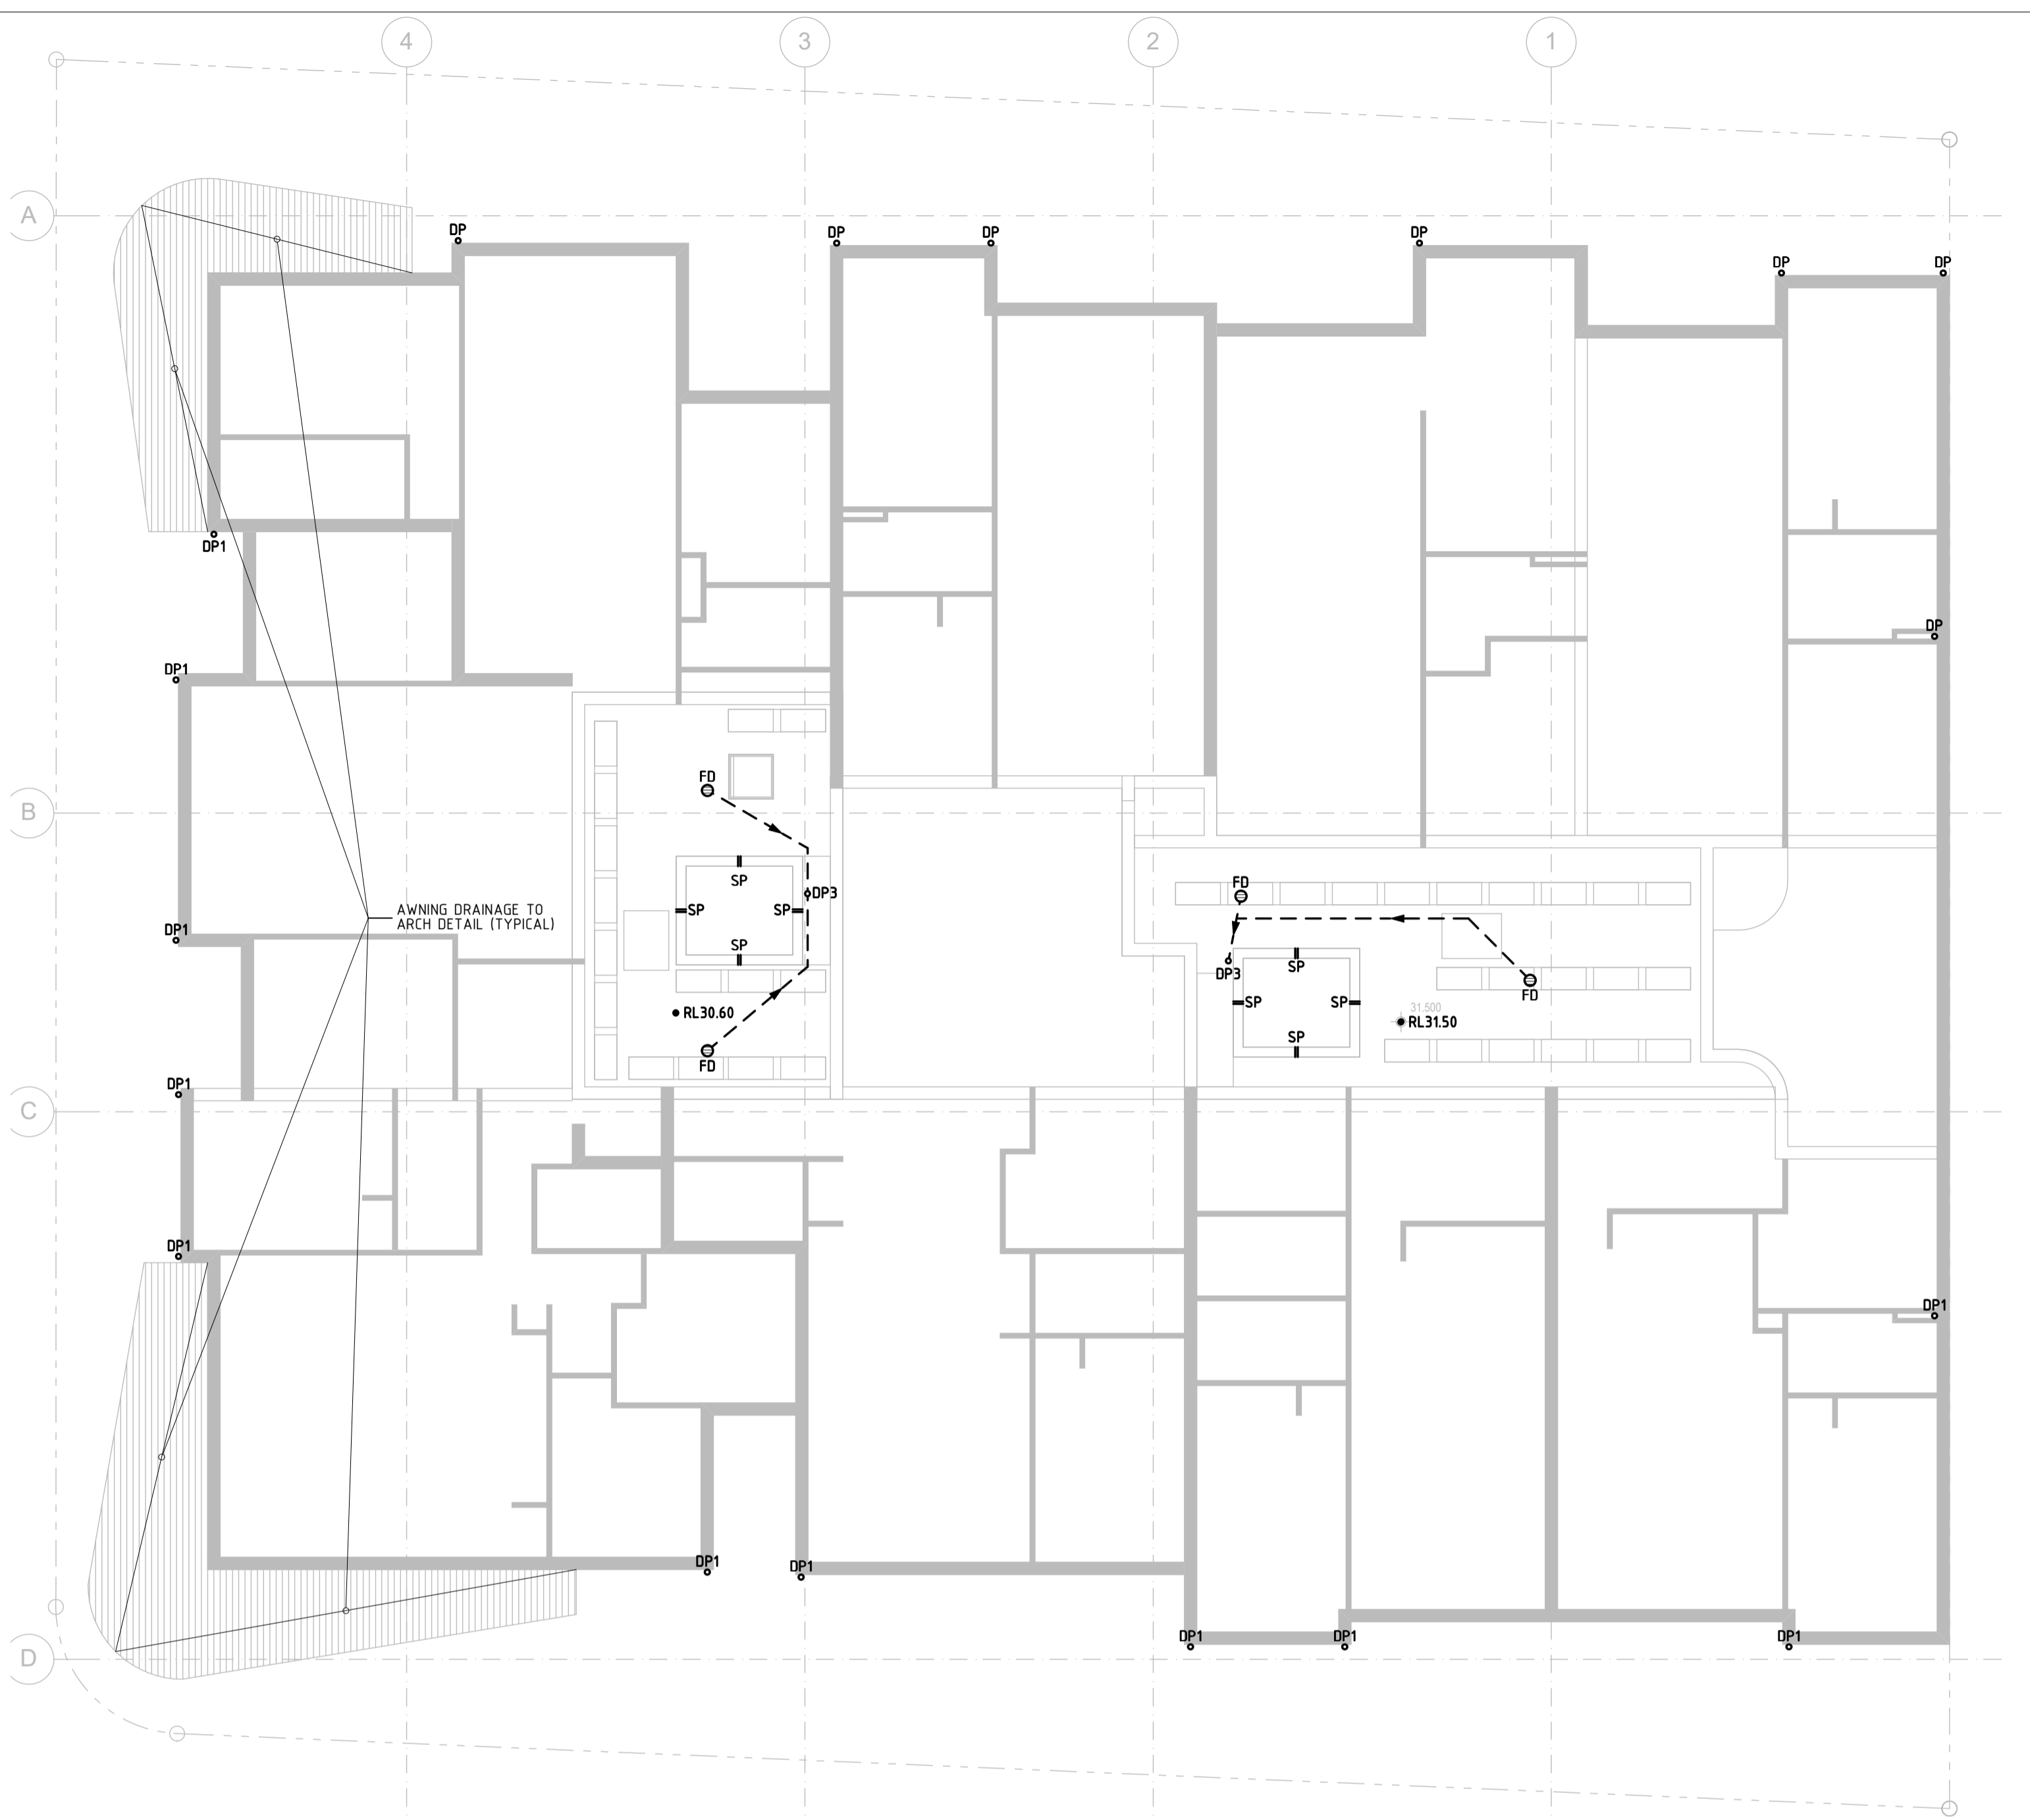 4
3
2
1
A
DP
DP
DP
DP
DP
DP
DP1
DP
DP1
FD
B
SP
DP3
SP
SP
AWNING DRAINAGE TO
ARCH DETAIL (TYPICAL)
DP1
SP
FD
SP
DP3
FD
SP
SP
31.500
RL30.60
RL31.50
SP
FD
DP1
C
DP1
DP1
DP1
DP1
DP1
DP1
DP1
D